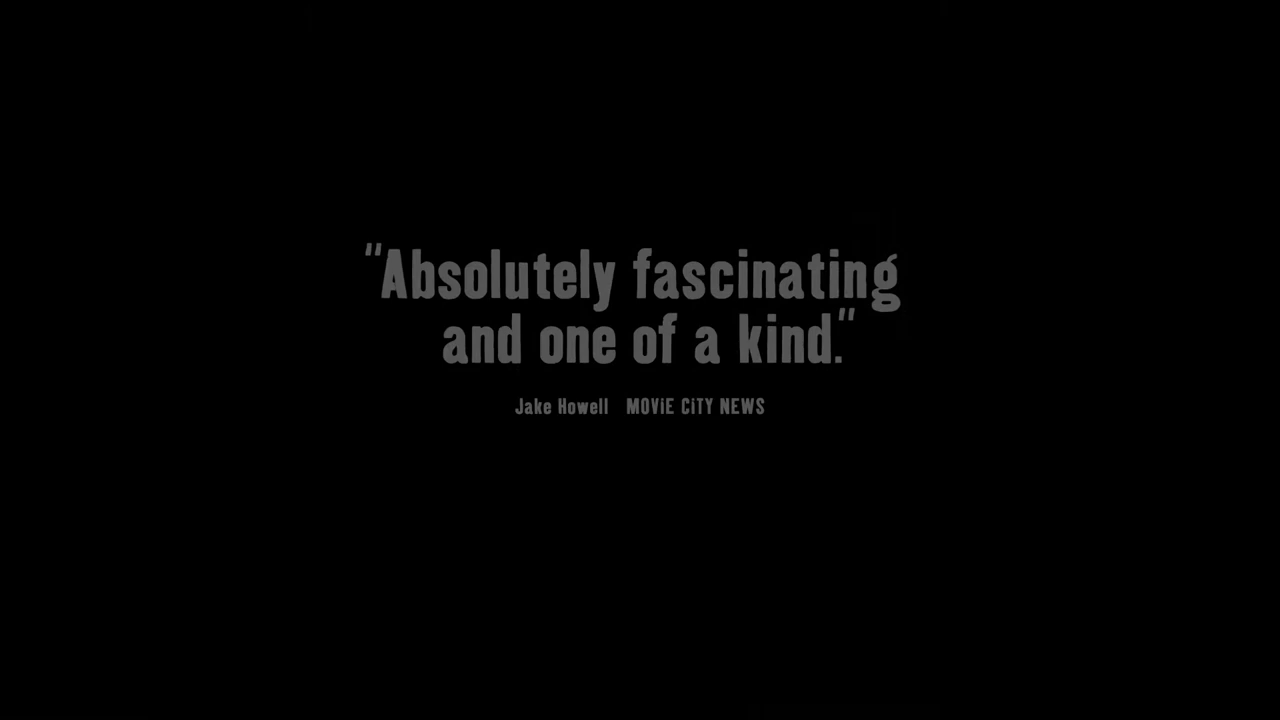 "Absolutely fascinating
and one of a kind."
Jake Howell MOViE CiTY NEWS